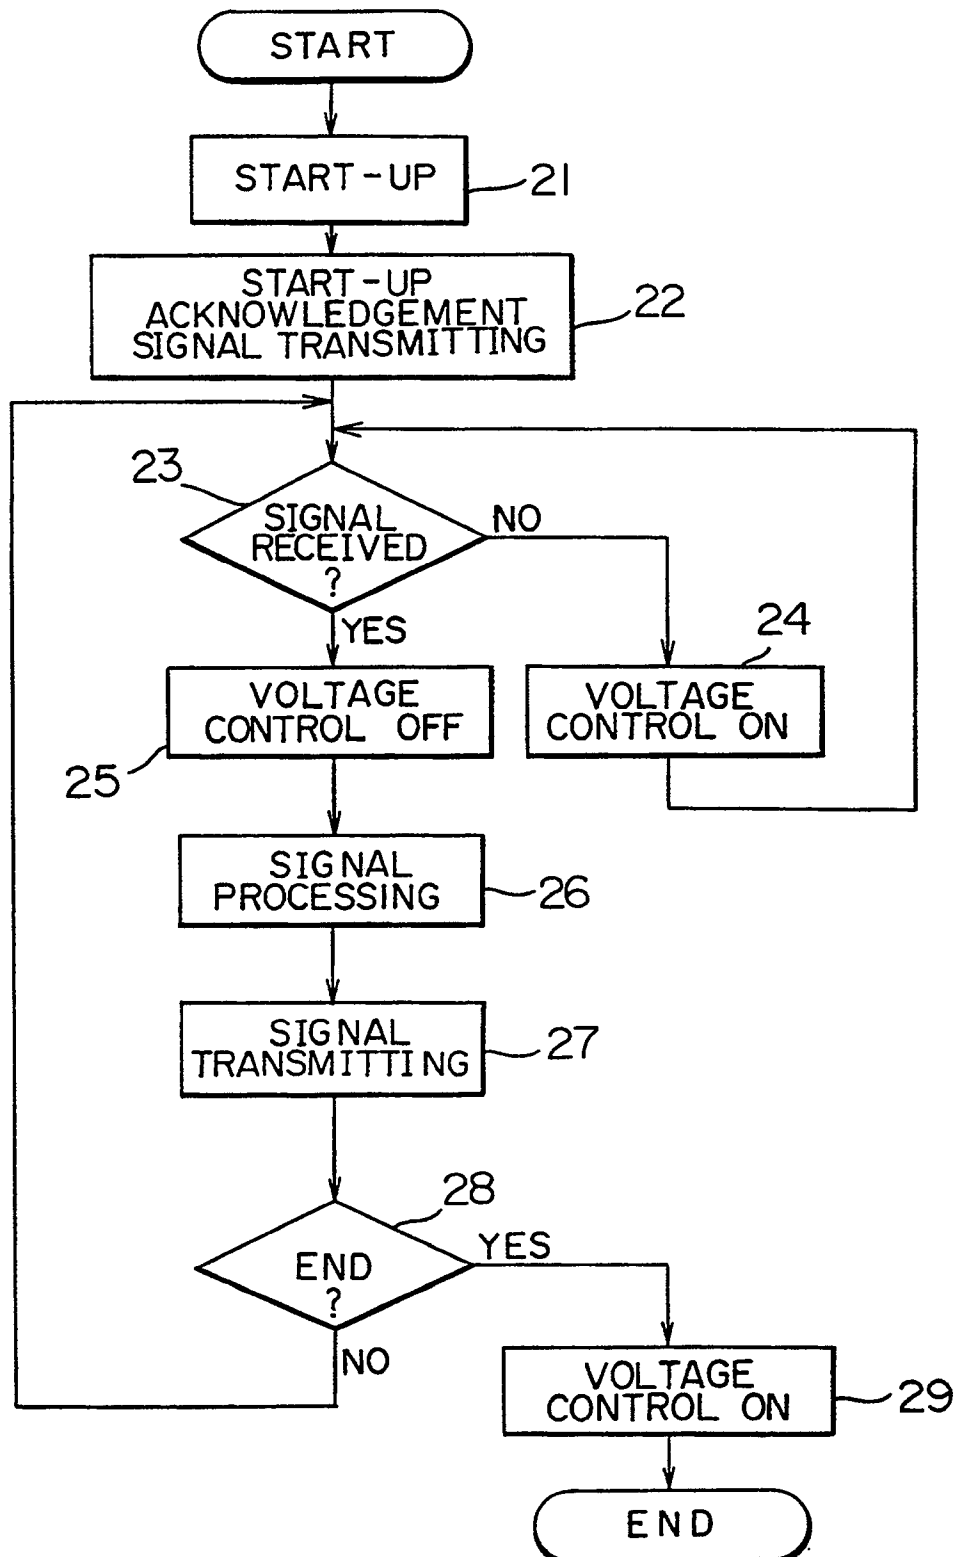 START
START-UP
21
START-UP
ACKNOWLEDGEMENT
SIGNAL TRANSMITTING
22
23
SIGNAL
RECEIVED
?
NO
YES
24
VOLTAGE
CONTROL OFF
25
VOLTAGE
CONTROL ON
SIGNAL
PROCESSING
26
SIGNAL
TRANSMITTING
27
28
END
?
YES
NO
VOLTAGE
CONTROL ON
29
END